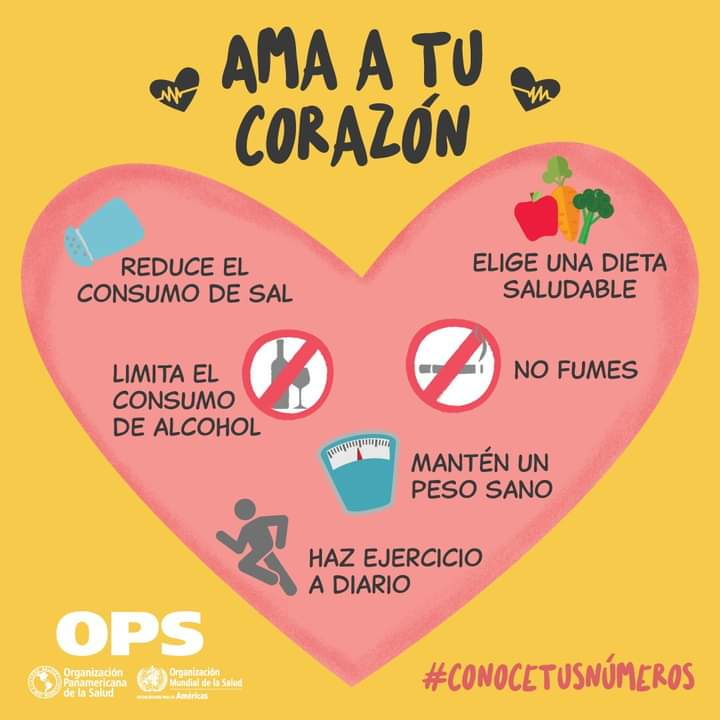 AMA A TU
CORAZÓN
REDUCE EL
CONSUMO DE SAL
ELIGE UNA DIETA
SALUDABLE
LIMITA EL
CONSUMO
DE ALCOHOL
NO FUMES
MANTÉN UN
PESO SANO
HAZ EJERCICIO
A DIARIO
OPS
Organización
Panamericana
de la Salud
Organización
Mundial de la Salud
Américas
#CONOCETUSNÚMEROS